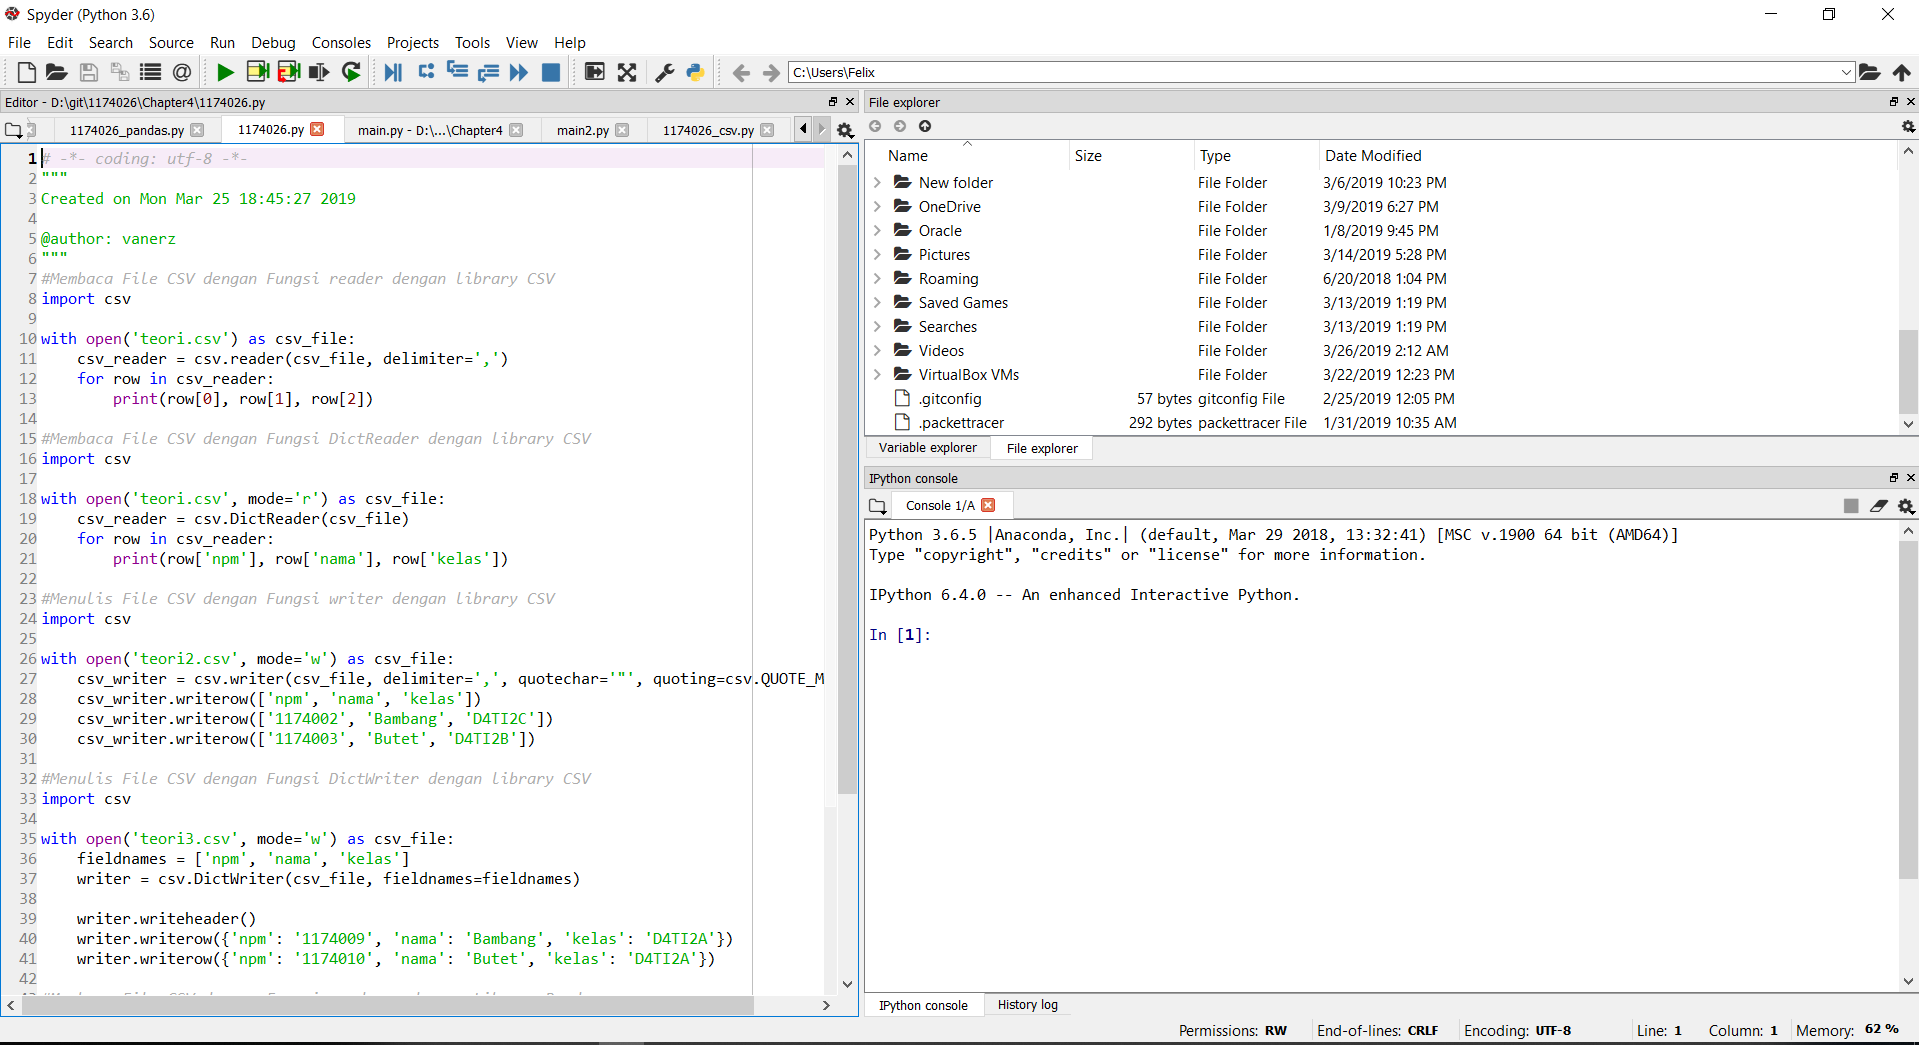 Spyder (Python 3.6)
File Edit Search Source Run Debug Consoles Projects Tools View Help
C:\Users\Felix
Editor - D:\git\1174026\Chapter4\1174026.py
1174026_pandas.py 1174026.py main.py - D:\...\Chapter4 main2.py 1174026_csv.py
1 # -*- coding: utf-8 -*-
2 """
3 Created on Mon Mar 25 18:45:27 2019
4
5 @author: vanerz
6 """
7 #Membaca File CSV dengan Fungsi reader dengan library CSV
8 import csv
9
10 with open('teori.csv') as csv_file:
11     csv_reader = csv.reader(csv_file, delimiter=',')
12     for row in csv_reader:
13         print(row[0], row[1], row[2])
14
15 #Membaca File CSV dengan Fungsi DictReader dengan library CSV
16 import csv
17
18 with open('teori.csv', mode='r') as csv_file:
19     csv_reader = csv.DictReader(csv_file)
20     for row in csv_reader:
21         print(row['npm'], row['nama'], row['kelas'])
22
23 #Menulis File CSV dengan Fungsi writer dengan library CSV
24 import csv
25
26 with open('teori2.csv', mode='w') as csv_file:
27     csv_writer = csv.writer(csv_file, delimiter=',', quotechar='"', quoting=csv.QUOTE_M
28     csv_writer.writerow(['npm', 'nama', 'kelas'])
29     csv_writer.writerow(['1174002', 'Bambang', 'D4TI2C'])
30     csv_writer.writerow(['1174003', 'Butet', 'D4TI2B'])
31
32 #Menulis File CSV dengan Fungsi DictWriter dengan library CSV
33 import csv
34
35 with open('teori3.csv', mode='w') as csv_file:
36     fieldnames = ['npm', 'nama', 'kelas']
37     writer = csv.DictWriter(csv_file, fieldnames=fieldnames)
38
39     writer.writeheader()
40     writer.writerow({'npm': '1174009', 'nama': 'Bambang', 'kelas': 'D4TI2A'})
41     writer.writerow({'npm': '1174010', 'nama': 'Butet', 'kelas': 'D4TI2A'})
42
File explorer
Name Size Type Date Modified
New folder File Folder 3/6/2019 10:23 PM
OneDrive File Folder 3/9/2019 6:27 PM
Oracle File Folder 1/8/2019 9:45 PM
Pictures File Folder 3/14/2019 5:28 PM
Roaming File Folder 6/20/2018 1:04 PM
Saved Games File Folder 3/13/2019 1:19 PM
Searches File Folder 3/13/2019 1:19 PM
Videos File Folder 3/26/2019 2:12 AM
VirtualBox VMs File Folder 3/22/2019 12:23 PM
.gitconfig 57 bytes gitconfig File 2/25/2019 12:05 PM
.packettracer 292 bytes packettracer File 1/31/2019 10:35 AM
Variable explorer File explorer
IPython console
Console 1/A
Python 3.6.5 |Anaconda, Inc.| (default, Mar 29 2018, 13:32:41) [MSC v.1900 64 bit (AMD64)]
Type "copyright", "credits" or "license" for more information.
IPython 6.4.0 -- An enhanced Interactive Python.
In [1]:
IPython console History log
Permissions: RW End-of-lines: CRLF Encoding: UTF-8 Line: 1 Column: 1 Memory: 62 %